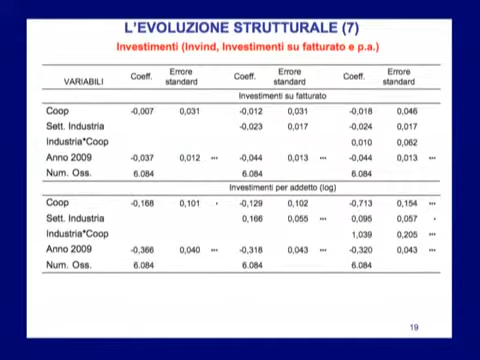 L'EVOLUZIONE STRUTTURALE (7)
Investimenti (Invind, Investimenti su fatturato e p.a.)
VARIABILI Coeff. Errore standard Coeff. Errore standard Coeff. Errore standard
Investimenti su fatturato
Coop -0,007 0,031 -0,012 0,031 -0,018 0,046
Sett. Industria -0,023 0,017 -0,024 0,017
Industria*Coop 0,010 0,062
Anno 2009 -0,037 0,012 *** -0,044 0,013 *** -0,044 0,013 ***
Num. Oss. 6.084 6.084 6.084
Investimenti per addetto (log)
Coop -0,168 0,101 * -0,129 0,102 -0,713 0,154 ***
Sett. Industria 0,166 0,055 *** 0,095 0,057 *
Industria*Coop 1,039 0,205 ***
Anno 2009 -0,366 0,040 *** -0,318 0,043 *** -0,320 0,043 ***
Num. Oss. 6.084 6.084 6.084
19